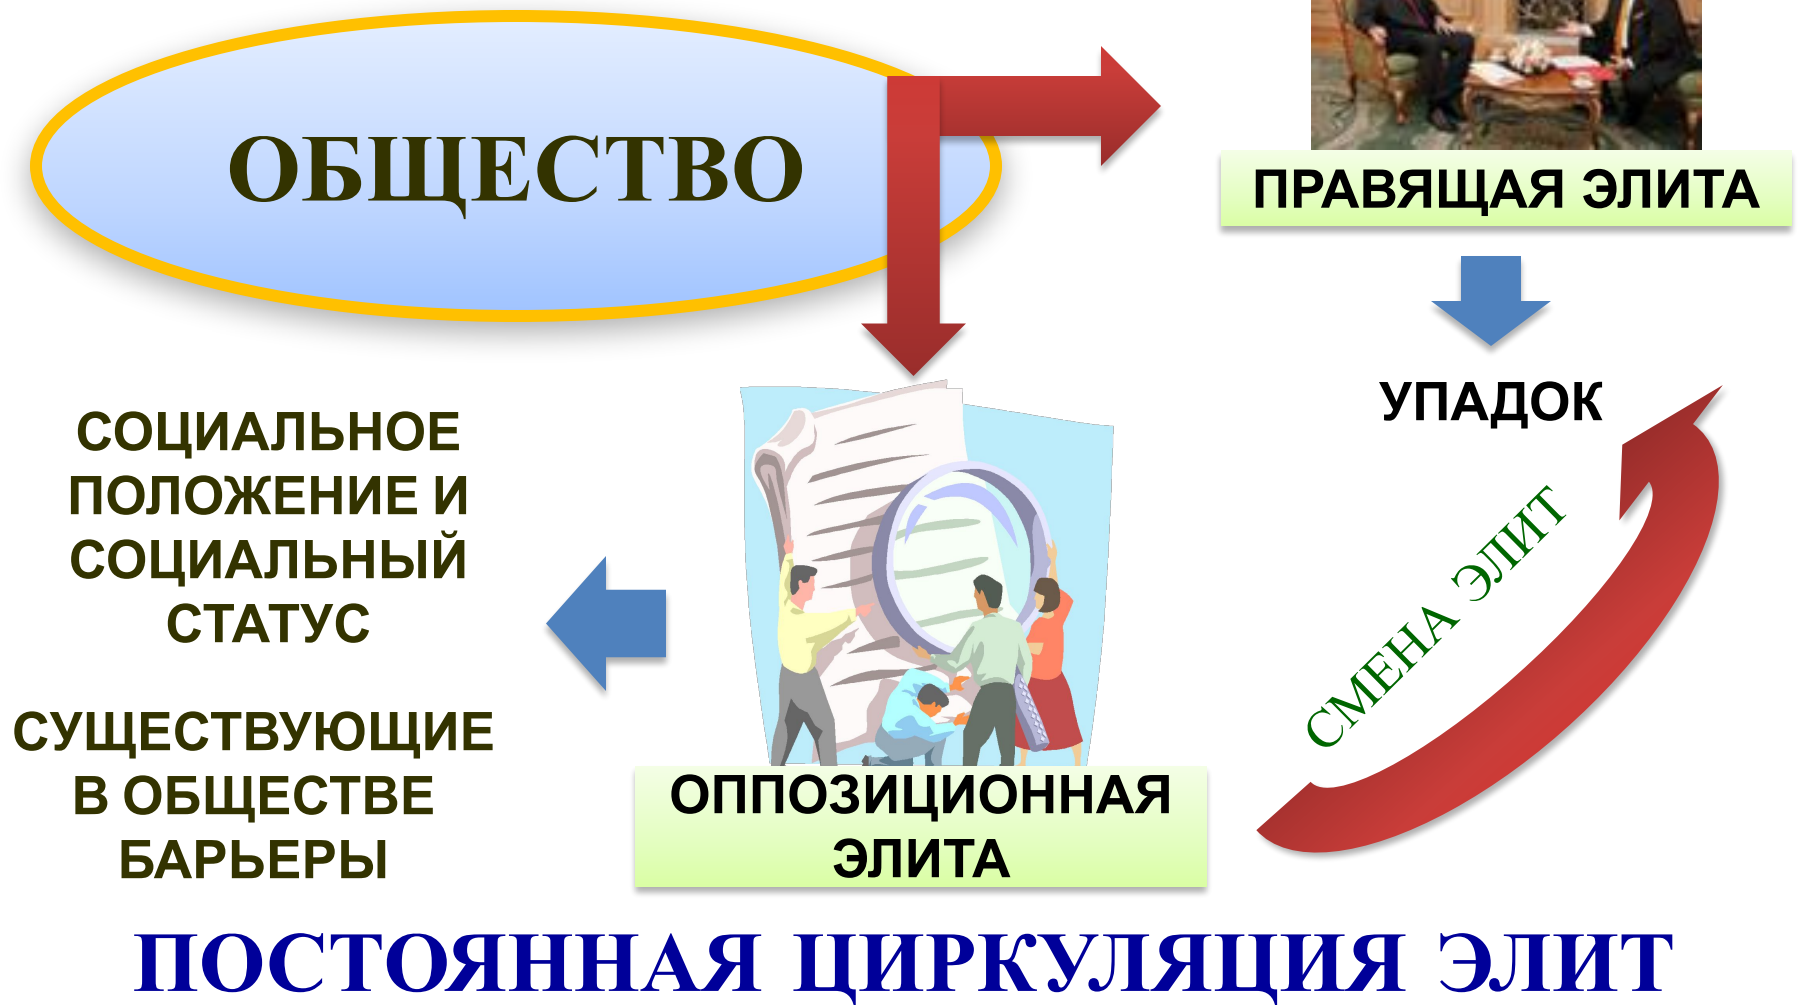 ОБЩЕСТВО
ПРАВЯЩАЯ ЭЛИТА
УПАДОК
СМЕНА ЭЛИТ
СОЦИАЛЬНОЕ
ПОЛОЖЕНИЕ И
СОЦИАЛЬНЫЙ
СТАТУС
СУЩЕСТВУЮЩИЕ
В ОБЩЕСТВЕ
БАРЬЕРЫ
ОППОЗИЦИОННАЯ
ЭЛИТА
ПОСТОЯННАЯ ЦИРКУЛЯЦИЯ ЭЛИТ